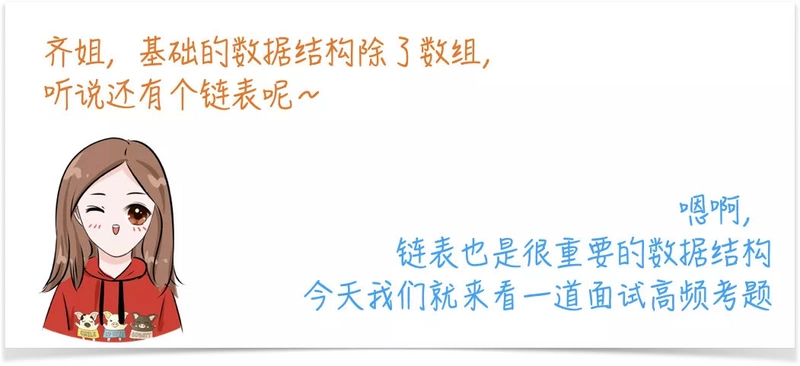 齐姐，基础的数据结构除了数组，
听说还有个链表呢~
嗯啊，
链表也是很重要的数据结构
今天我们就来看一道面试高频考题